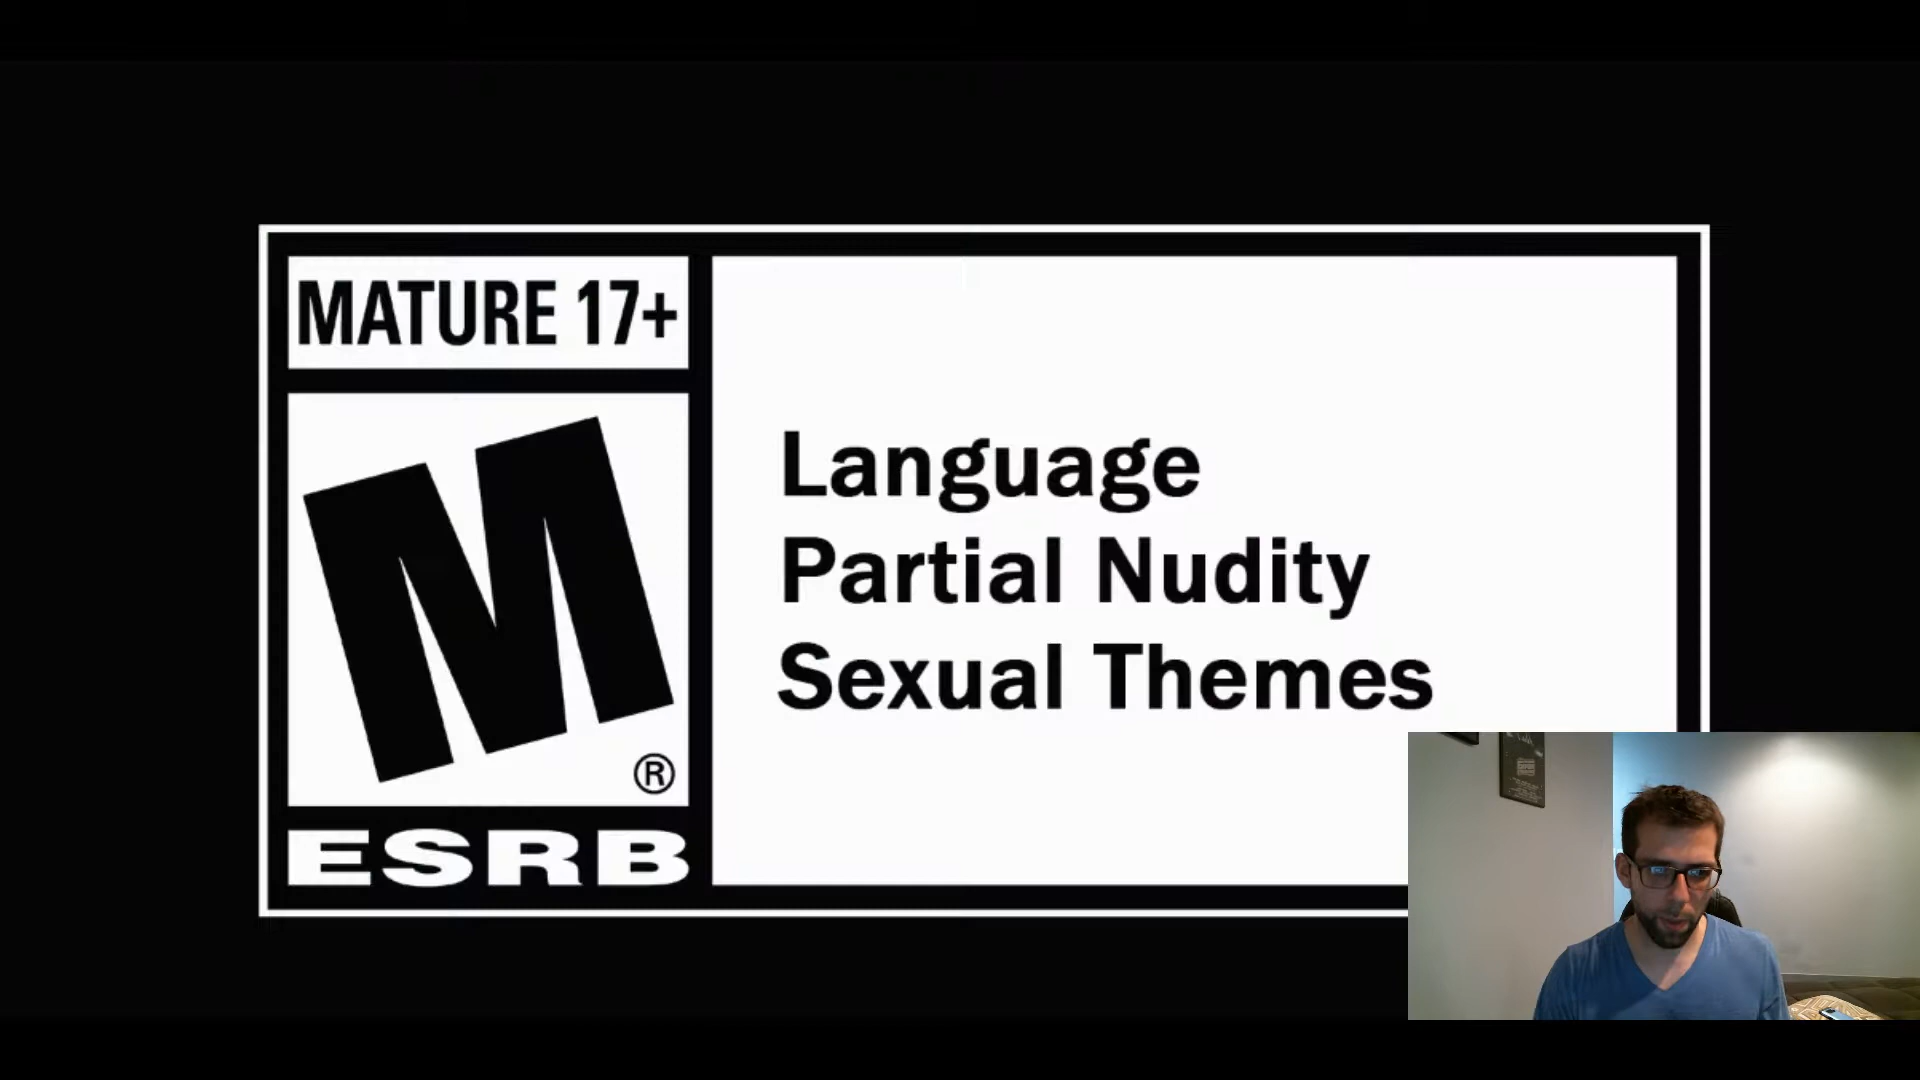 MATURE 17+
M
®
ESRB
Language
Partial Nudity
Sexual Themes